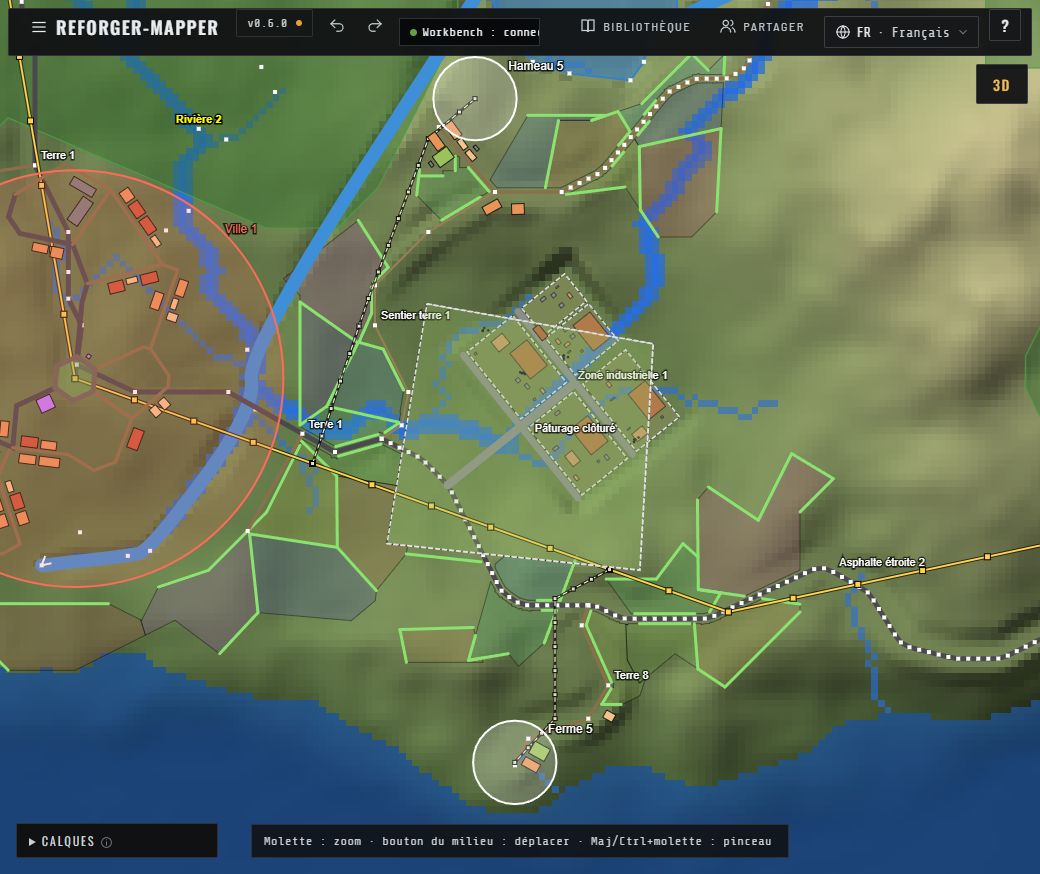 REFORGER-MAPPER
v0.6.0
Workbench : conne
BIBLIOTHÈQUE
PARTAGER
FR · Français
?
3D
Hameau 5
Rivière 2
Terre 1
Ville 1
Sentier terre 1
Zone industrielle 1
Terre 1
Pâturage clôturé
Asphalte étroite 2
Terre 8
Ferme 5
CALQUES
Molette : zoom · bouton du milieu : déplacer · Maj/Ctrl+molette : pinceau